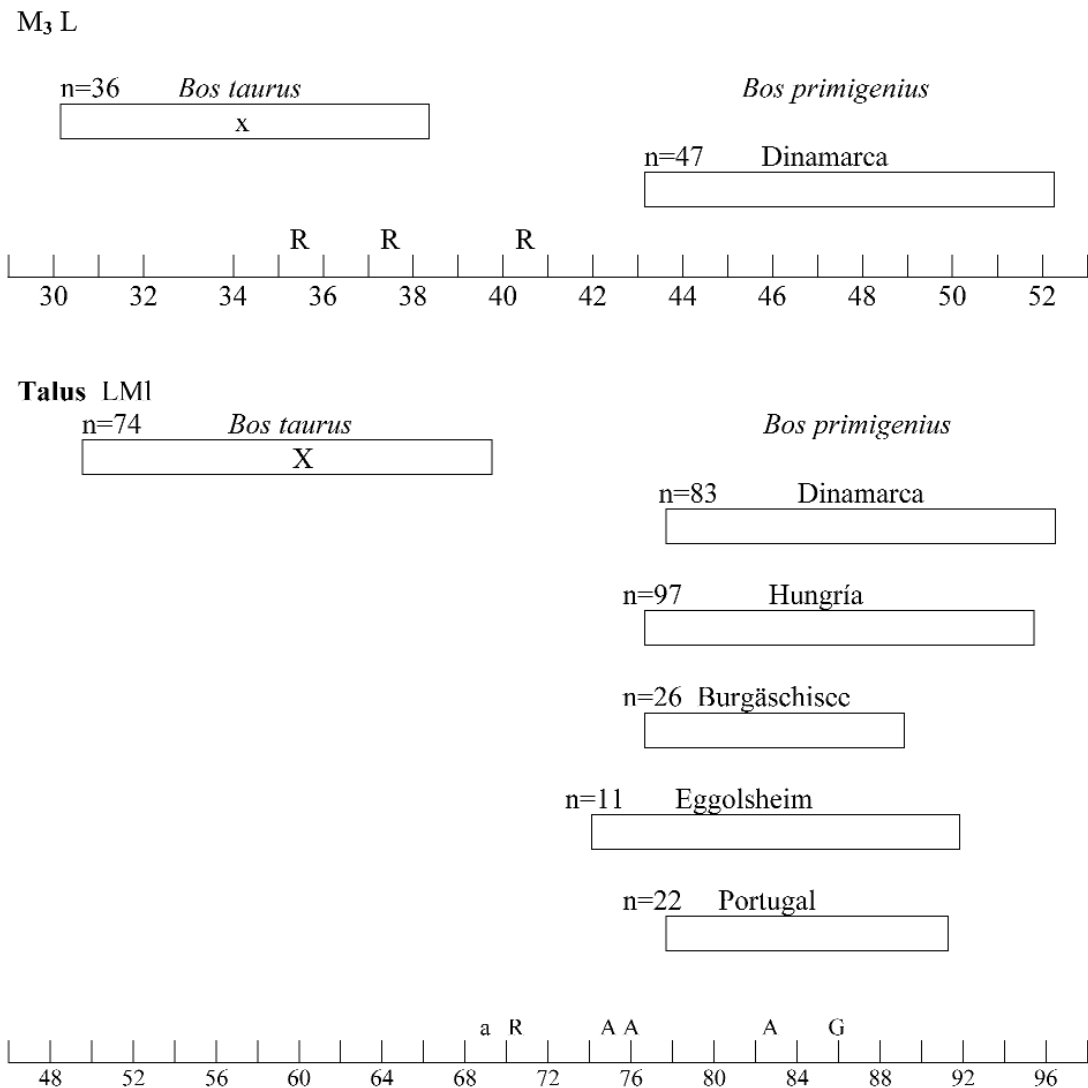 M₃ L
n=36 Bos taurus Bos primigenius
x
n=47 Dinamarca
R R R
30 32 34 36 38 40 42 44 46 48 50 52
Talus LMl
n=74 Bos taurus Bos primigenius
X
n=83 Dinamarca
n=97 Hungría
n=26 Burgäschisee
n=11 Eggolsheim
n=22 Portugal
a R A A A G
48 52 56 60 64 68 72 76 80 84 88 92 96